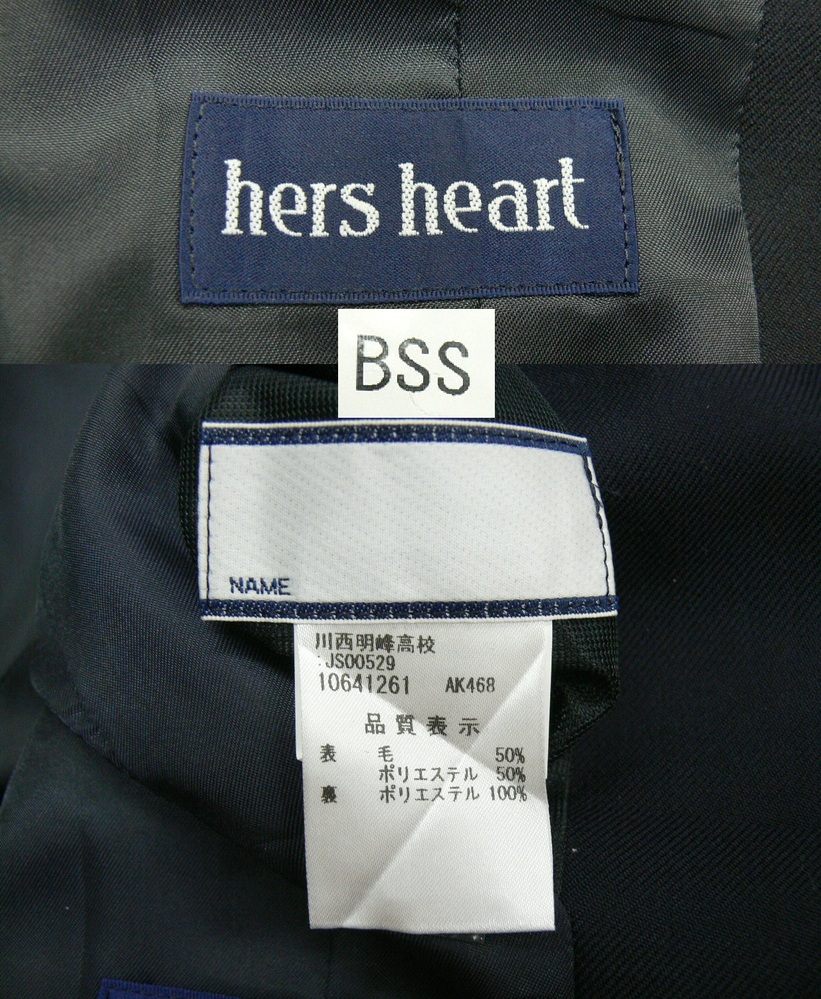 hers heart
BSS
NAME
川西明峰高校
:JS00529
10641261 AK468
品質表示
表 毛 50%
ポリエステル 50%
裏 ポリエステル 100%